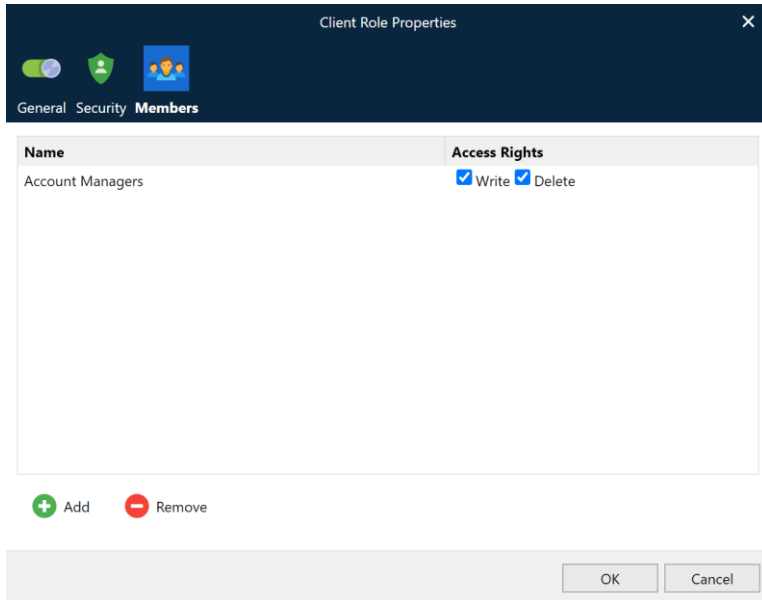 Client Role Properties
General Security Members
Name Access Rights
Account Managers Write Delete
Add Remove
OK Cancel